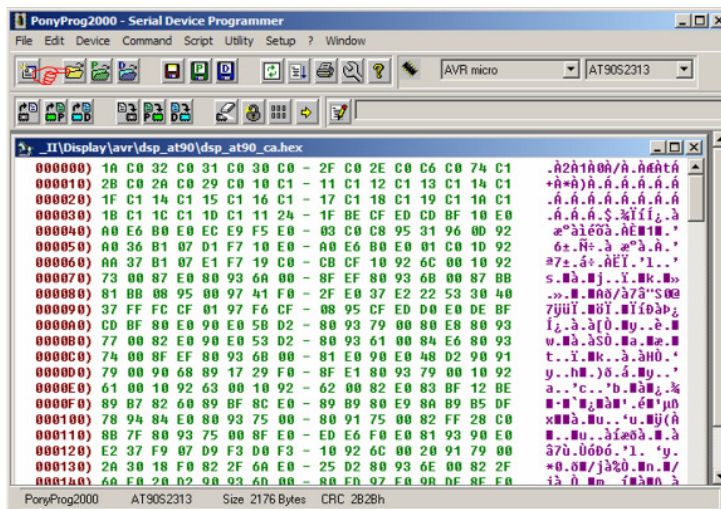 PonyProg2000 - Serial Device Programmer
File Edit Device Command Script Utility Setup ? Window
AVR micro AT90S2313
_II\Display\avr\dsp_at90\dsp_at90_ca.hex
000000) 1A C0 32 C0 31 C0 30 C0 - 2F C0 2E C0 C6 C0 74 C1
000010) 2B C0 2A C0 29 C0 10 C1 - 11 C1 12 C1 13 C1 14 C1
000020) 1F C1 14 C1 15 C1 16 C1 - 17 C1 18 C1 19 C1 1A C1
000030) 1B C1 1C C1 1D C1 11 24 - 1F BE CF ED CD BF 10 E0
000040) A0 E6 B0 E0 EC E9 F5 E0 - 03 C0 C8 95 31 96 0D 92
000050) A0 36 B1 07 D1 F7 10 E0 - A0 E6 B0 E0 01 C0 1D 92
000060) AA 37 B1 07 E1 F7 19 C0 - CB CF 10 92 6C 00 10 92
000070) 73 00 87 E0 80 93 6A 00 - 8F EF 80 93 6B 00 87 BB
000080) 81 BB 08 95 00 97 41 F0 - 2F E0 37 E2 22 53 30 40
000090) 37 FF FC CF 01 97 F6 CF - 08 95 CF ED D0 E0 DE BF
0000A0) CD BF 80 E0 90 E0 5B D2 - 80 93 79 00 80 E8 80 93
0000B0) 77 00 82 E0 90 E0 53 D2 - 80 93 61 00 84 E6 80 93
0000C0) 74 00 8F EF 80 93 6B 00 - 81 E0 90 E0 48 D2 90 91
0000D0) 79 00 90 68 89 17 29 F0 - 8F E1 80 93 79 00 10 92
0000E0) 61 00 10 92 63 00 10 92 - 62 00 82 E0 83 BF 12 BE
0000F0) 89 B7 82 60 89 BF 8C E0 - 89 B9 80 E9 8A B9 B5 DF
000100) 78 94 84 E0 80 93 75 00 - 80 91 75 00 82 FF 28 C0
000110) 8B 7F 80 93 75 00 8F E0 - ED E6 F0 E0 81 93 90 E0
000120) E2 37 F9 07 D9 F3 D0 F3 - 10 92 6C 00 20 91 79 00
000130) 2A 30 18 F0 82 2F 6A E0 - 25 D2 80 93 6E 00 82 2F
000140) 6A E0 20 D2 90 93 6D 00 - 80 ED 97 E0 9B DF 8F E0
PonyProg2000 AT90S2313 Size 2176 Bytes CRC 2B2Bh